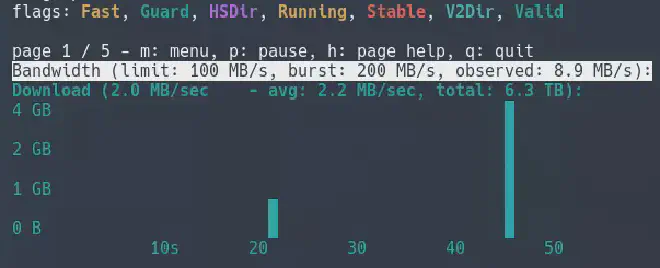 flags: Fast, Guard, HSDir, Running, Stable, V2Dir, Valid
page 1 / 5 - m: menu, p: pause, h: page help, q: quit
Bandwidth (limit: 100 MB/s, burst: 200 MB/s, observed: 8.9 MB/s):
Download (2.0 MB/sec - avg: 2.2 MB/sec, total: 6.3 TB):
4 GB
2 GB
1 GB
0 B
10s 20 30 40 50